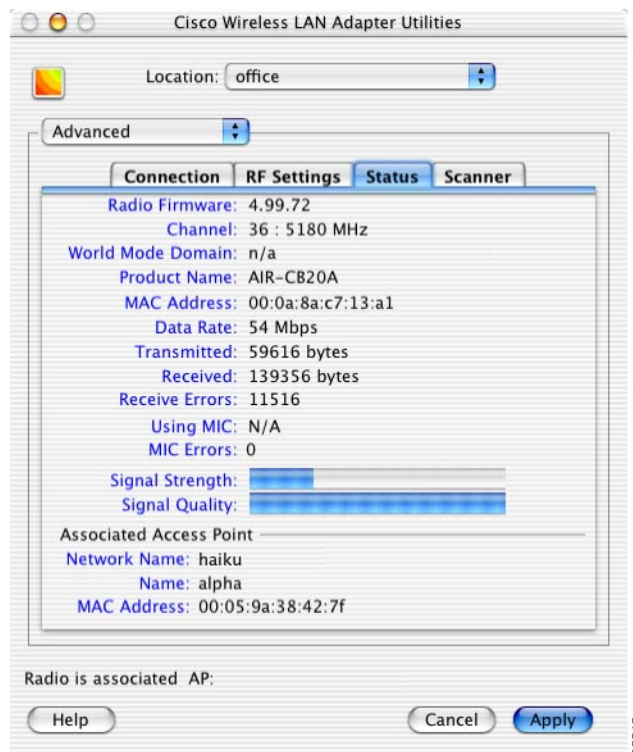 Cisco Wireless LAN Adapter Utilities
Location: office
Advanced
Connection RF Settings Status Scanner
Radio Firmware: 4.99.72
Channel: 36 : 5180 MHz
World Mode Domain: n/a
Product Name: AIR-CB20A
MAC Address: 00:0a:8a:c7:13:a1
Data Rate: 54 Mbps
Transmitted: 59616 bytes
Received: 139356 bytes
Receive Errors: 11516
Using MIC: N/A
MIC Errors: 0
Signal Strength:
Signal Quality:
Associated Access Point
Network Name: haiku
Name: alpha
MAC Address: 00:05:9a:38:42:7f
Radio is associated AP:
Help Cancel Apply